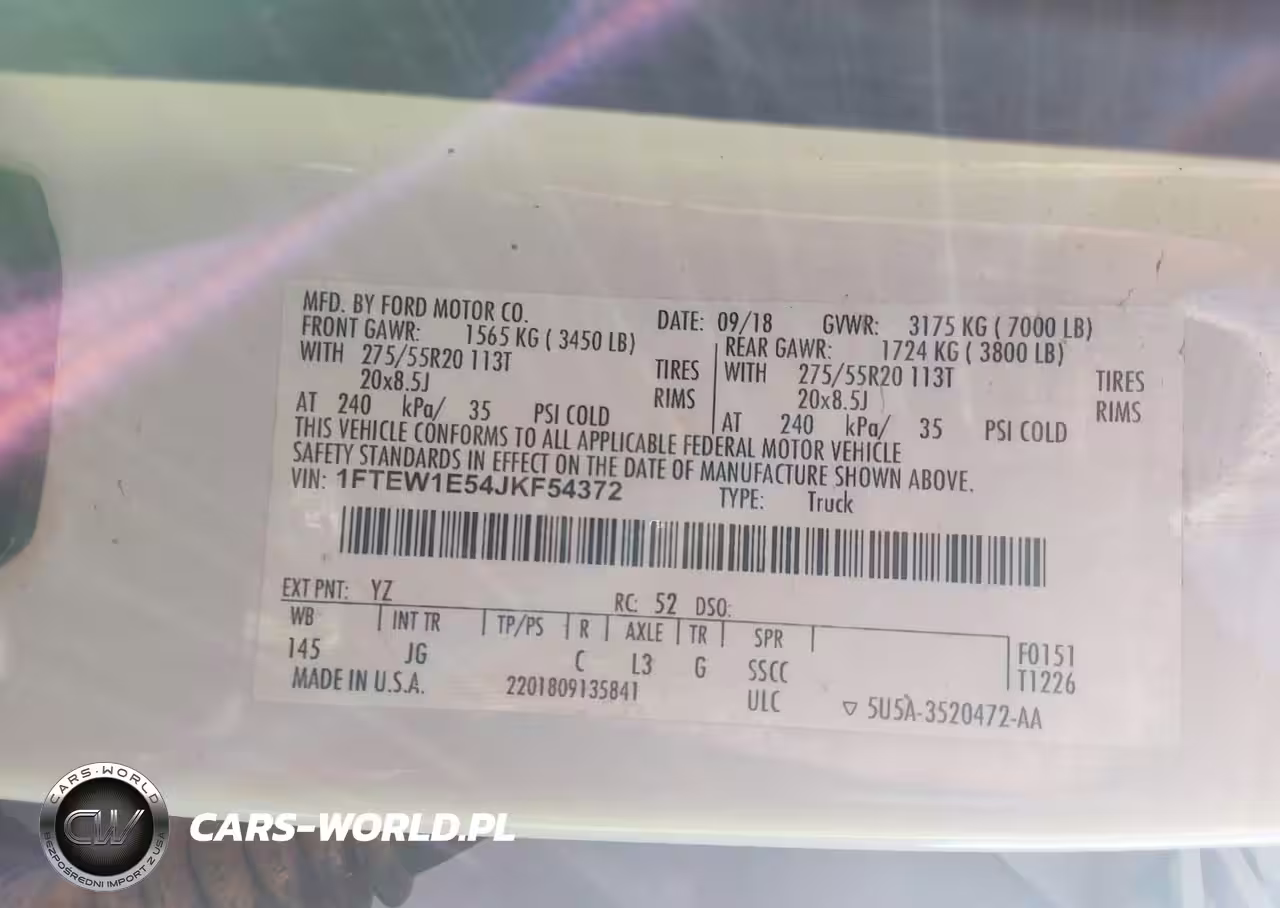 MFD. BY FORD MOTOR CO.
DATE: 09/18 GVWR: 3175 KG ( 7000 LB)
FRONT GAWR: 1565 KG ( 3450 LB)
REAR GAWR: 1724 KG ( 3800 LB)
WITH 275/55R20 113T TIRES
WITH 275/55R20 113T TIRES
20x8.5J RIMS
20x8.5J RIMS
AT 240 kPa/ 35 PSI COLD
AT 240 kPa/ 35 PSI COLD
THIS VEHICLE CONFORMS TO ALL APPLICABLE FEDERAL MOTOR VEHICLE
SAFETY STANDARDS IN EFFECT ON THE DATE OF MANUFACTURE SHOWN ABOVE.
VIN: 1FTEW1E54JKF54372 TYPE: Truck
EXT PNT: YZ RC: 52 DSO:
WB INT TR TP/PS R AXLE TR SPR
145 JG C L3 G SSCC
F0151
T1226
MADE IN U.S.A. 2201809135841 ULC
▽ 5U5A-3520472-AA
CARS-WORLD
CW
BEZPOŚREDNI IMPORT Z USA
CARS-WORLD.PL